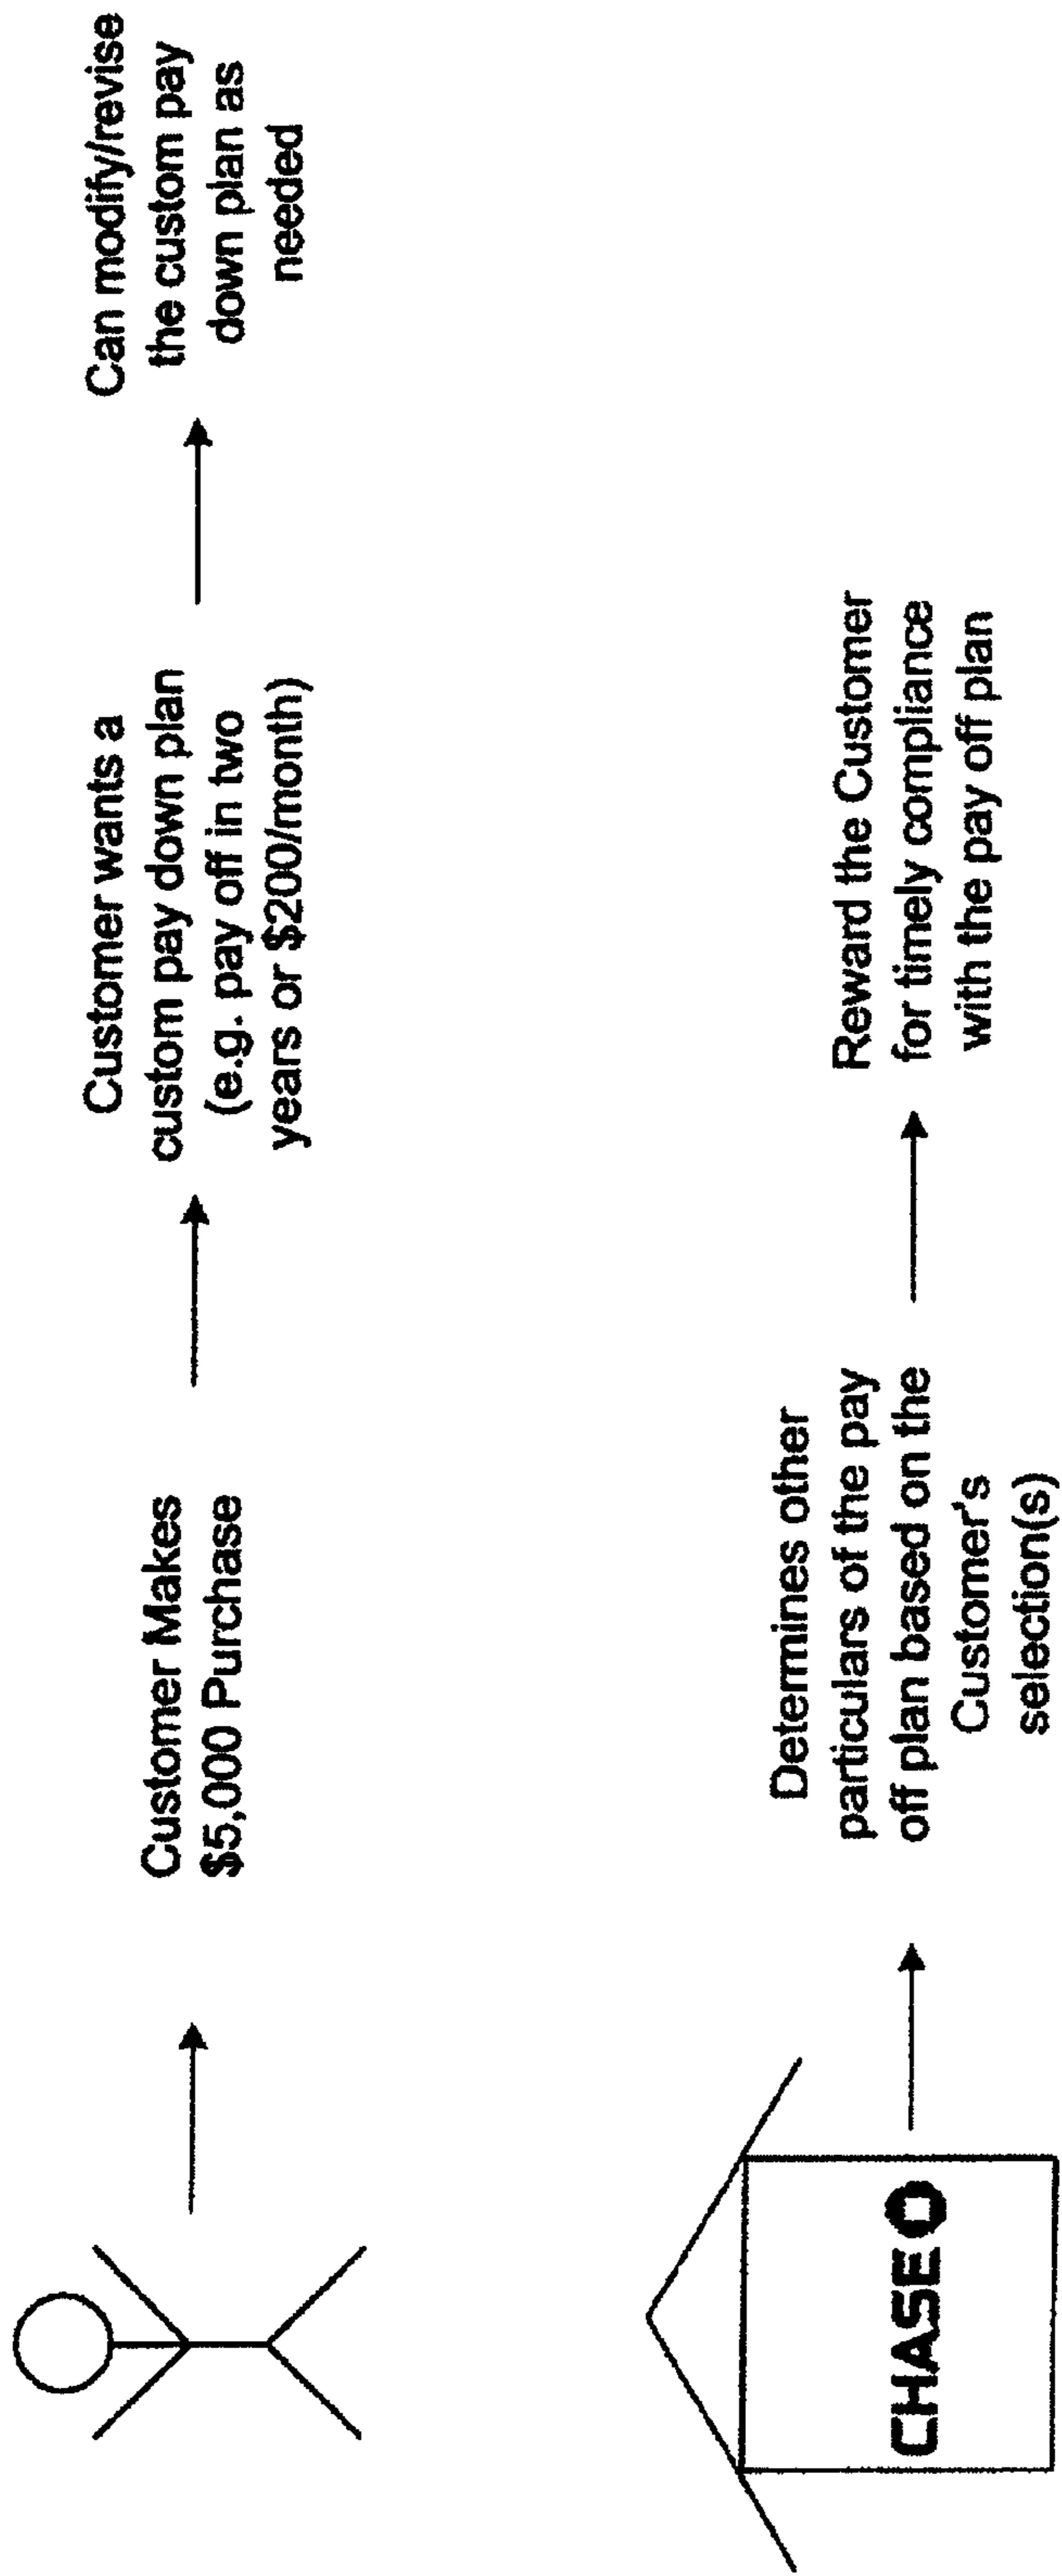 Customer Makes
$5,000 Purchase
Customer wants a
custom pay down plan
(e.g. pay off in two
years or $200/month)
Can modify/revise
the custom pay
down plan as
needed
CHASE
Determines other
particulars of the pay
off plan based on the
Customer's
selection(s)
Reward the Customer
for timely compliance
with the pay off plan